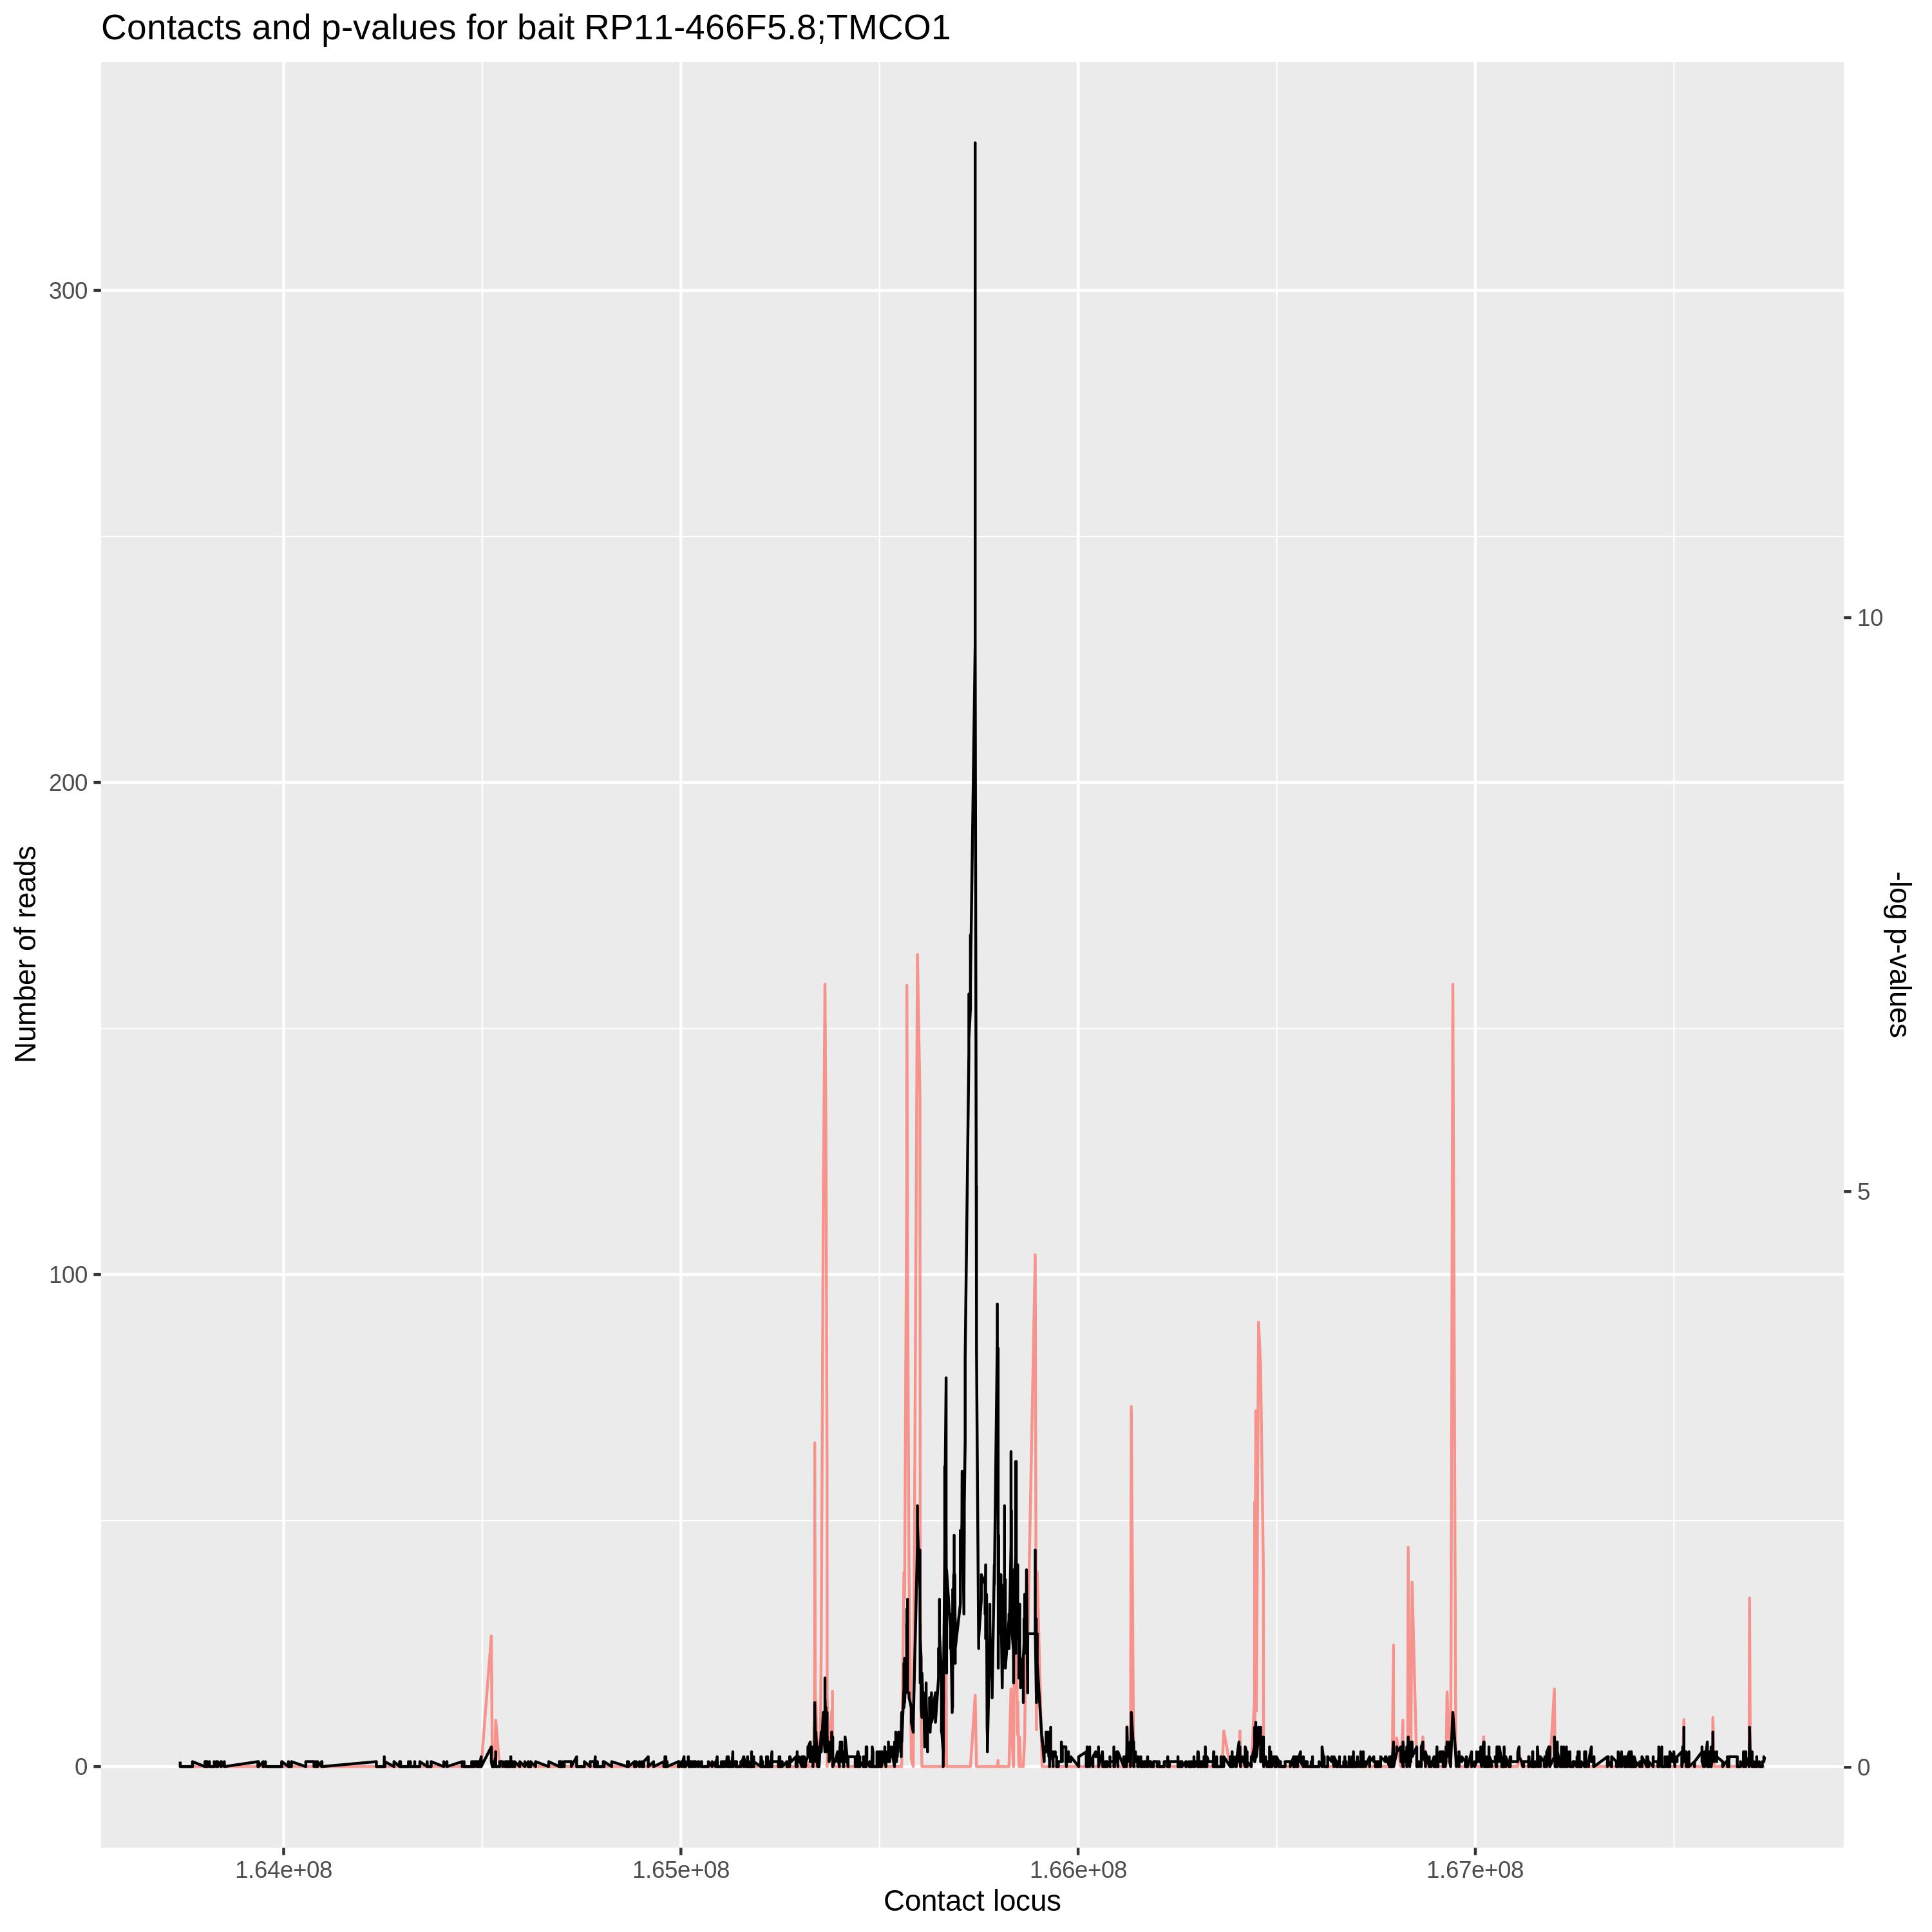 Contacts and p-values for bait RP11-466F5.8;TMCO1
Number of reads
300
200
100
0
-log p-values
10
5
0
1.64e+08
1.65e+08
1.66e+08
1.67e+08
Contact locus